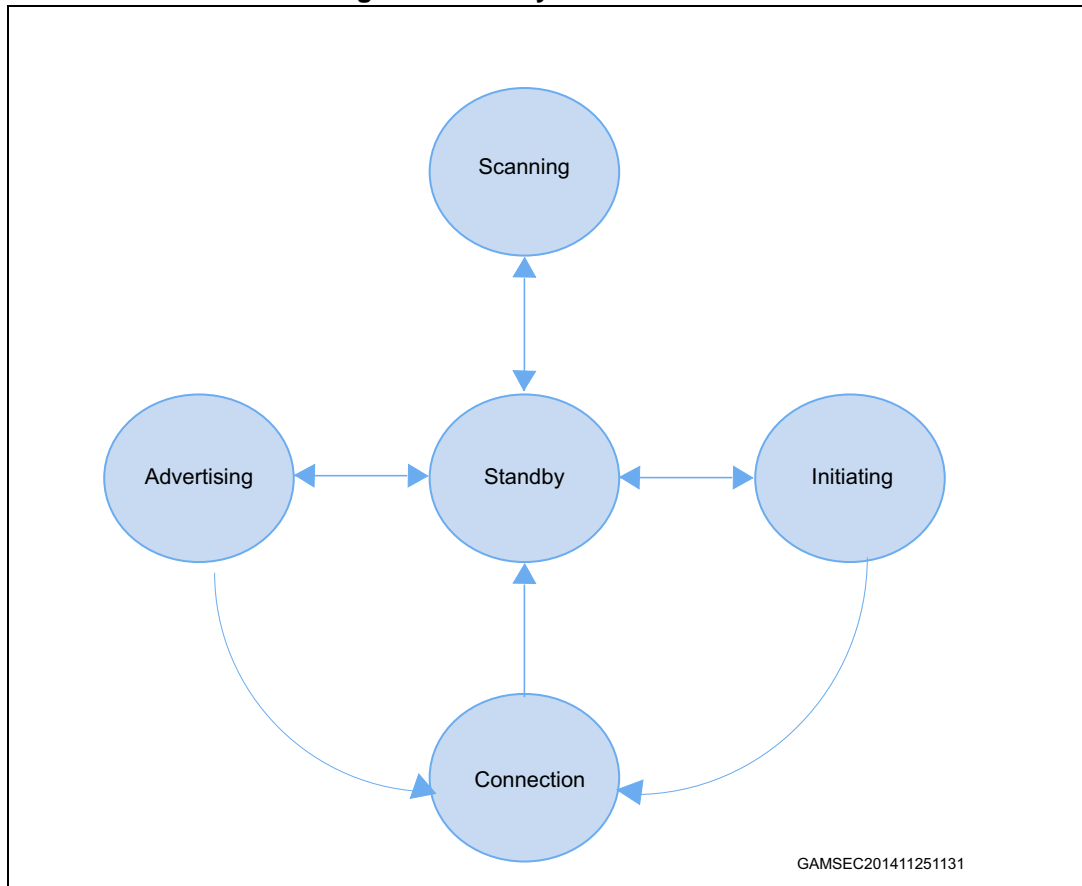 Scanning
Advertising
Standby
Initiating
Connection
GAMSEC201411251131